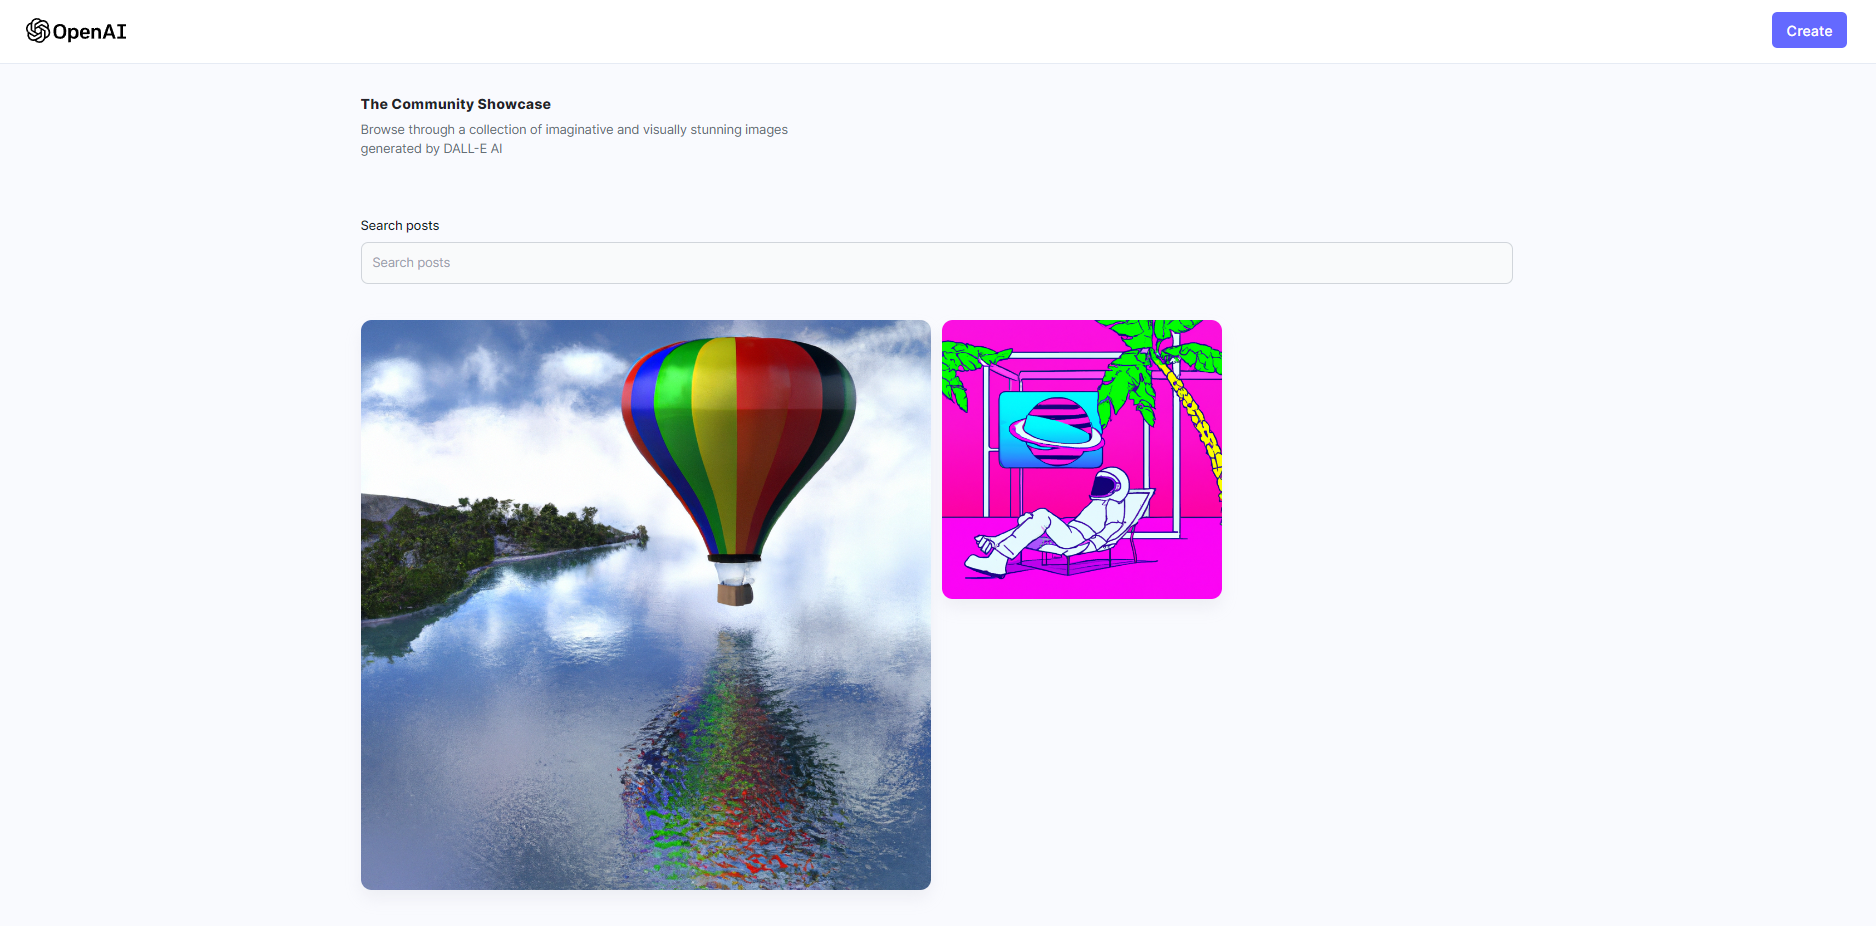 OpenAI
Create
The Community Showcase
Browse through a collection of imaginative and visually stunning images
generated by DALL-E AI
Search posts
Search posts